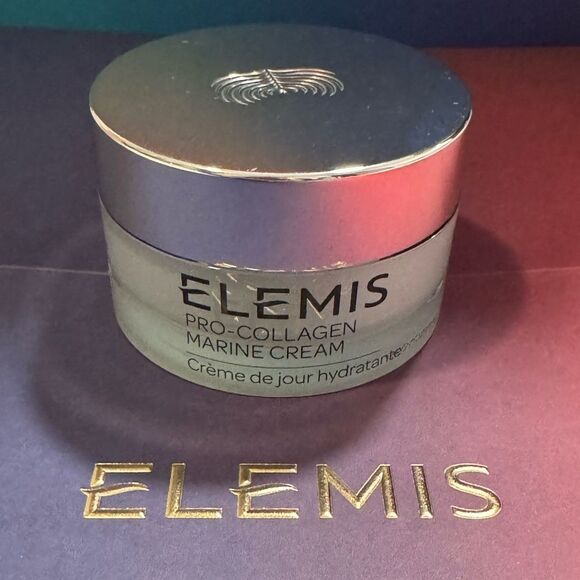 ELEMIS
PRO-COLLAGEN
MARINE CREAM
Crème de jour hydratante
ELEMIS